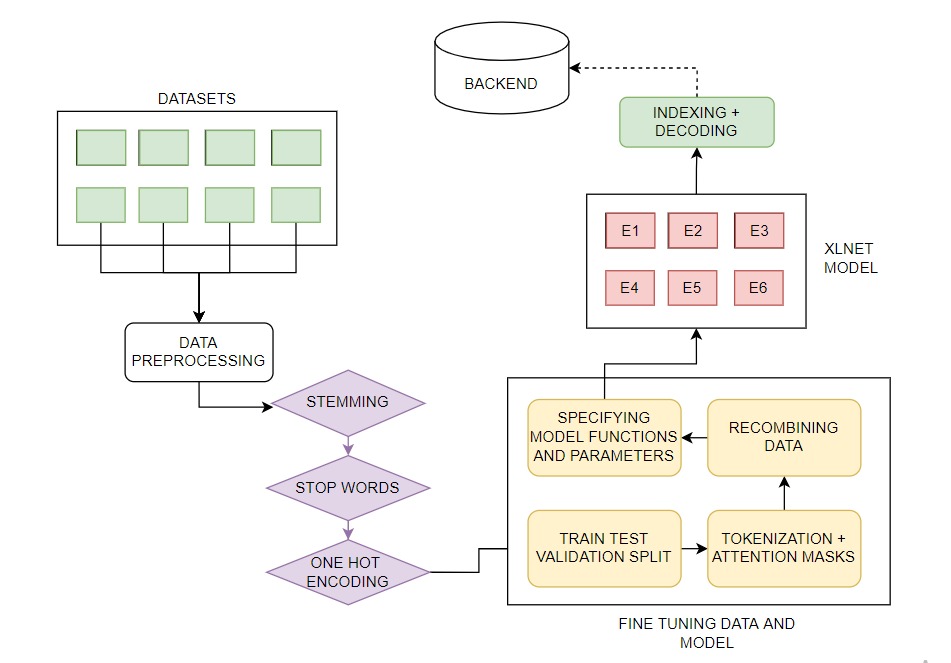 DATASETS
DATA
PREPROCESSING
STEMMING
STOP WORDS
ONE HOT
ENCODING
TRAIN TEST
VALIDATION SPLIT
TOKENIZATION +
ATTENTION MASKS
RECOMBINING
DATA
SPECIFYING
MODEL FUNCTIONS
AND PARAMETERS
FINE TUNING DATA AND
MODEL
E1
E2
E3
E4
E5
E6
XLNET
MODEL
INDEXING +
DECODING
BACKEND